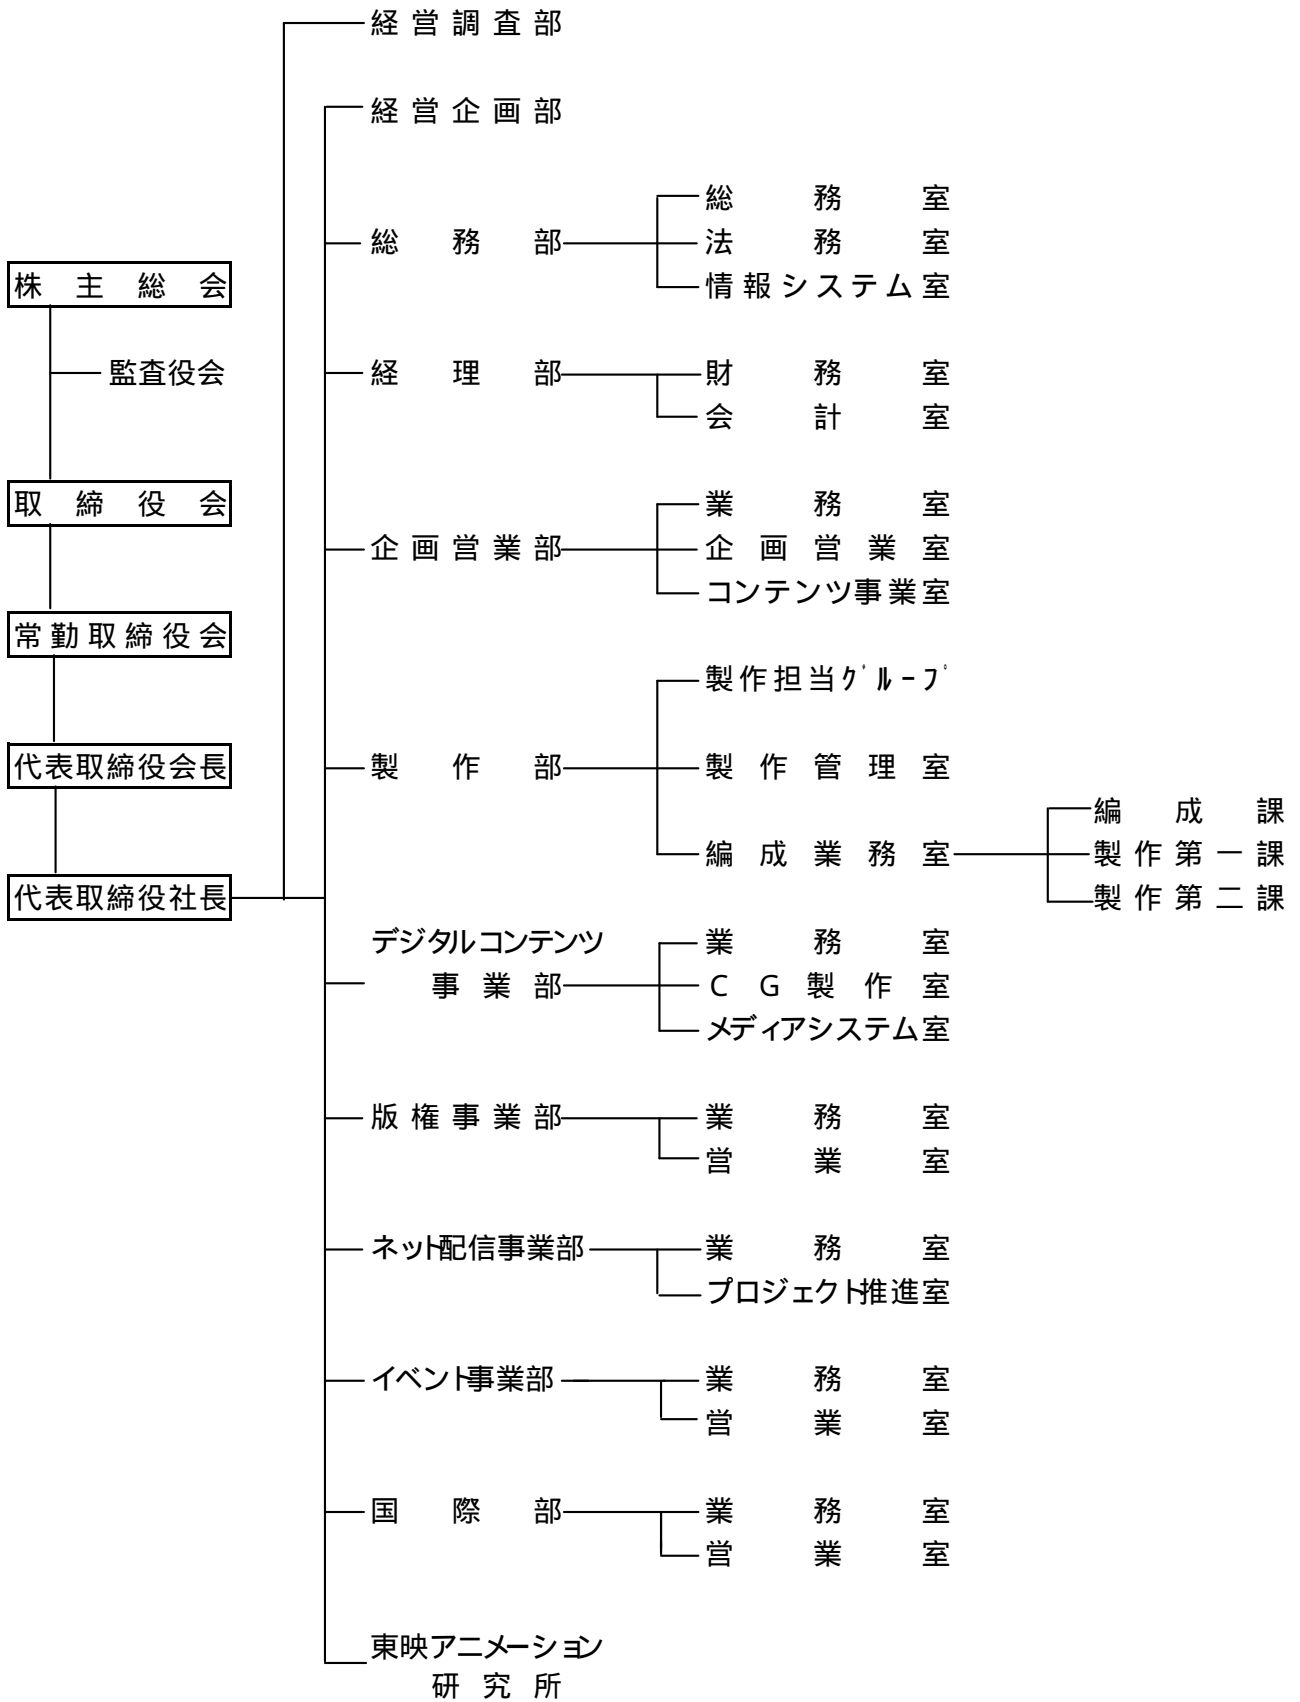 経営調査部
経営企画部
総務室
総務部
法務室
株主総会
情報システム室
監査役会
経理部
財務室
会計室
取締役会
業務室
企画営業部
企画営業室
コンテンツ事業室
常勤取締役会
製作担当グループ
代表取締役会長
製作部
製作管理室
編成課
編成業務室
製作第一課
代表取締役社長
製作第二課
デジタルコンテンツ
事業部
業務室
CG製作室
メディアシステム室
版権事業部
業務室
営業室
ネット配信事業部
業務室
プロジェクト推進室
イベント事業部
業務室
営業室
国際部
業務室
営業室
東映アニメーション
研究所